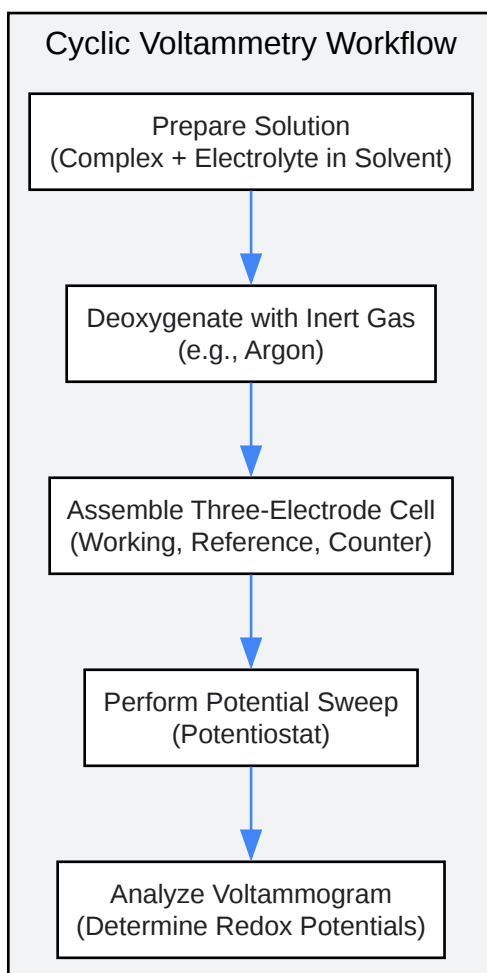 Cyclic Voltammetry Workflow
Prepare Solution
(Complex + Electrolyte in Solvent)
Deoxygenate with Inert Gas
(e.g., Argon)
Assemble Three-Electrode Cell
(Working, Reference, Counter)
Perform Potential Sweep
(Potentiostat)
Analyze Voltammogram
(Determine Redox Potentials)